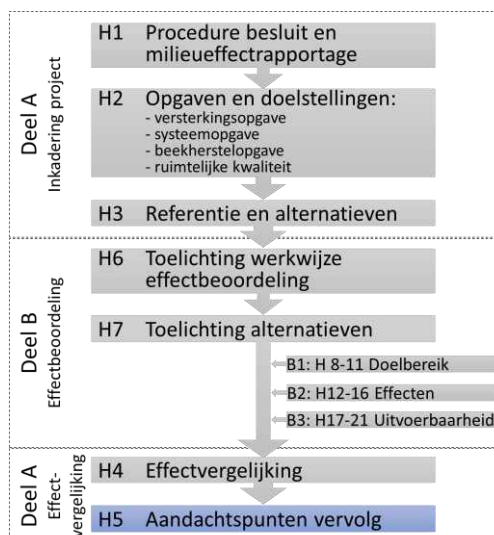 Deel A
Inkadering project
H1 Procedure besluit en
milieueffectrapportage
H2 Opgaven en doelstellingen:
- versterkingsopgave
- systeemopgave
- beekherstelopgave
- ruimtelijke kwaliteit
H3 Referentie en alternatieven
Deel B
Effectbeoordeling
H6 Toelichting werkwijze
effectbeoordeling
H7 Toelichting alternatieven
B1: H 8-11 Doelbereik
B2: H12-16 Effecten
B3: H17-21 Uitvoerbaarheid
Deel A
Effect-
vergelijking
H4 Effectvergelijking
H5 Aandachtspunten vervolg